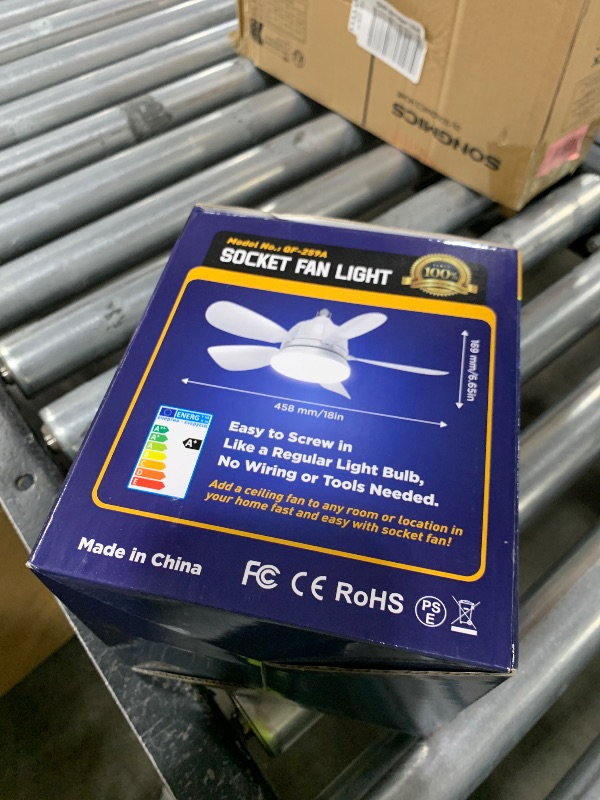 SONGMICS
Model No.: QF-259A
SOCKET FAN LIGHT
100%
169 mm/6.65in
458 mm/18in
ENERG
A++
A+
A
B
C
D
E
A+
Easy to Screw in
Like a Regular Light Bulb,
No Wiring or Tools Needed.
Add a ceiling fan to any room or location in
your home fast and easy with socket fan!
Made in China
FC CE RoHS
PS
E